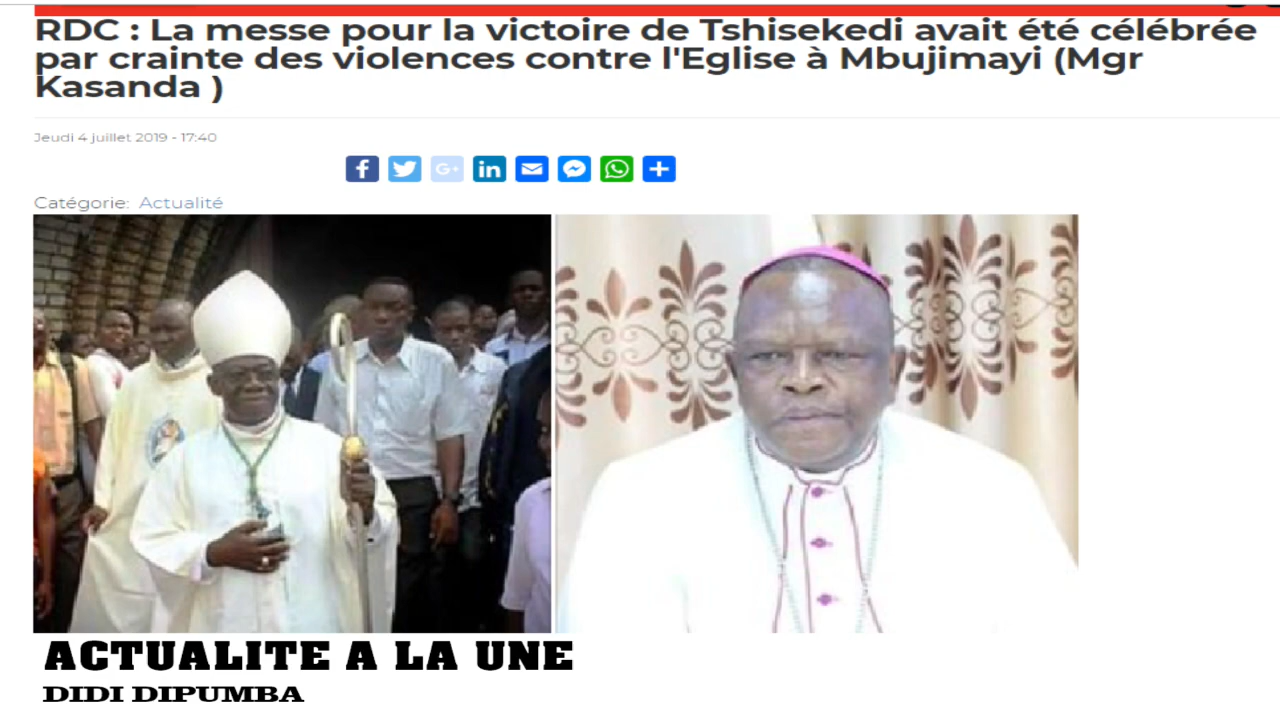 RDC : La messe pour la victoire de Tshisekedi avait été célébrée
par crainte des violences contre l'Eglise à Mbujimayi (Mgr
Kasanda )
Jeudi 4 juillet 2019 - 17:40
f G+ in
Catégorie: Actualité
ACTUALITE A LA UNE
DIDI DIPUMBA